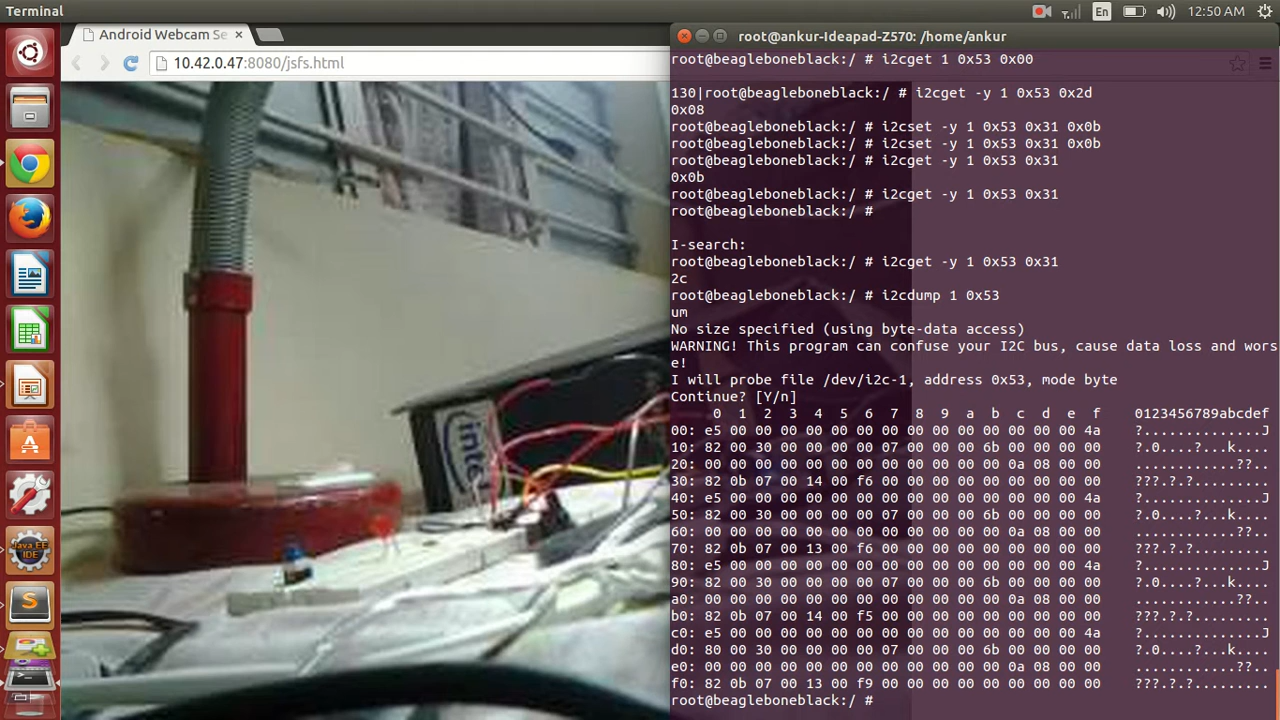 Terminal
En
12:50 AM
Android Webcam Se
root@ankur-Ideapad-Z570: /home/ankur
10.42.0.47:8080/jsfs.html
root@beagleboneblack:/ # i2cget 1 0x53 0x00
130|root@beagleboneblack:/ # i2cget -y 1 0x53 0x2d
0x08
root@beagleboneblack:/ # i2cset -y 1 0x53 0x31 0x0b
root@beagleboneblack:/ # i2cset -y 1 0x53 0x31 0x0b
root@beagleboneblack:/ # i2cget -y 1 0x53 0x31
0x0b
root@beagleboneblack:/ # i2cget -y 1 0x53 0x31
root@beagleboneblack:/ #
I-search:
root@beagleboneblack:/ # i2cget -y 1 0x53 0x31
2c
root@beagleboneblack:/ # i2cdump 1 0x53
um
No size specified (using byte-data access)
WARNING! This program can confuse your I2C bus, cause data loss and wors
e!
I will probe file /dev/i2c-1, address 0x53, mode byte
Continue? [Y/n]
0 1 2 3 4 5 6 7 8 9 a b c d e f 0123456789abcdef
00: e5 00 00 00 00 00 00 00 00 00 00 00 00 00 00 4a ?..............J
10: 82 00 30 00 00 00 07 00 00 00 6b 00 00 00 ?.0....?...k....
20: 00 00 00 00 00 00 00 00 00 00 00 00 0a 08 00 00 ............??..
30: 82 0b 07 00 14 00 f6 00 00 00 00 00 00 00 00 00 ???.?.?.........
40: e5 00 00 00 00 00 00 00 00 00 00 00 00 00 00 4a ?..............J
50: 82 00 30 00 00 00 00 07 00 00 00 6b 00 00 00 00 ?.0....?...k....
60: 00 00 00 00 00 00 00 00 00 00 00 00 0a 08 00 00 ............??..
70: 82 0b 07 00 13 00 f6 00 00 00 00 00 00 00 00 00 ???.?.?.........
80: e5 00 00 00 00 00 00 00 00 00 00 00 00 00 00 4a ?..............J
90: 82 00 30 00 00 00 00 07 00 00 00 6b 00 00 00 00 ?.0....?...k....
a0: 00 00 00 00 00 00 00 00 00 00 00 00 0a 08 00 00 ............??..
b0: 82 0b 07 00 14 00 f5 00 00 00 00 00 00 00 00 00 ???.?.?.........
c0: e5 00 00 00 00 00 00 00 00 00 00 00 00 00 00 4a ?..............J
d0: 80 00 30 00 00 00 00 07 00 00 00 6b 00 00 00 00 ?.0....?...k....
e0: 00 00 00 00 00 00 00 00 00 00 00 00 0a 08 00 00 ............??..
f0: 82 0b 07 00 13 00 f9 00 00 00 00 00 00 00 00 00 ???.?.?.........
root@beagleboneblack:/ #
intel
Java EE
IDE